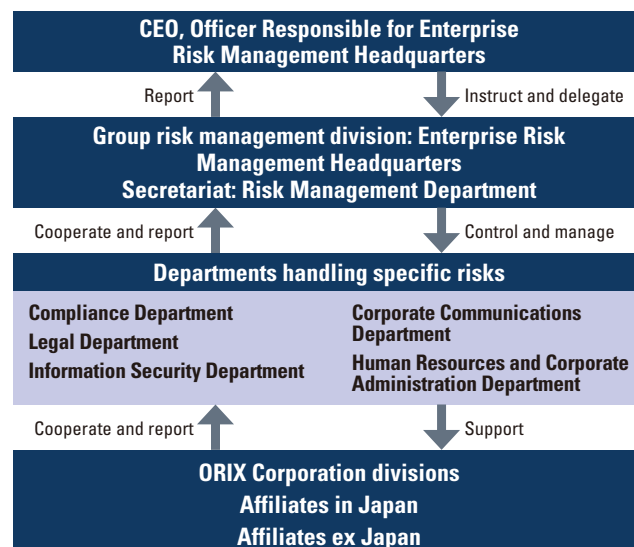 CEO, Officer Responsible for Enterprise
Risk Management Headquarters
Report
Instruct and delegate
Group risk management division: Enterprise Risk
Management Headquarters
Secretariat: Risk Management Department
Cooperate and report
Control and manage
Departments handling specific risks
Compliance Department
Legal Department
Information Security Department
Corporate Communications
Department
Human Resources and Corporate
Administration Department
Cooperate and report
Support
ORIX Corporation divisions
Affiliates in Japan
Affiliates ex Japan